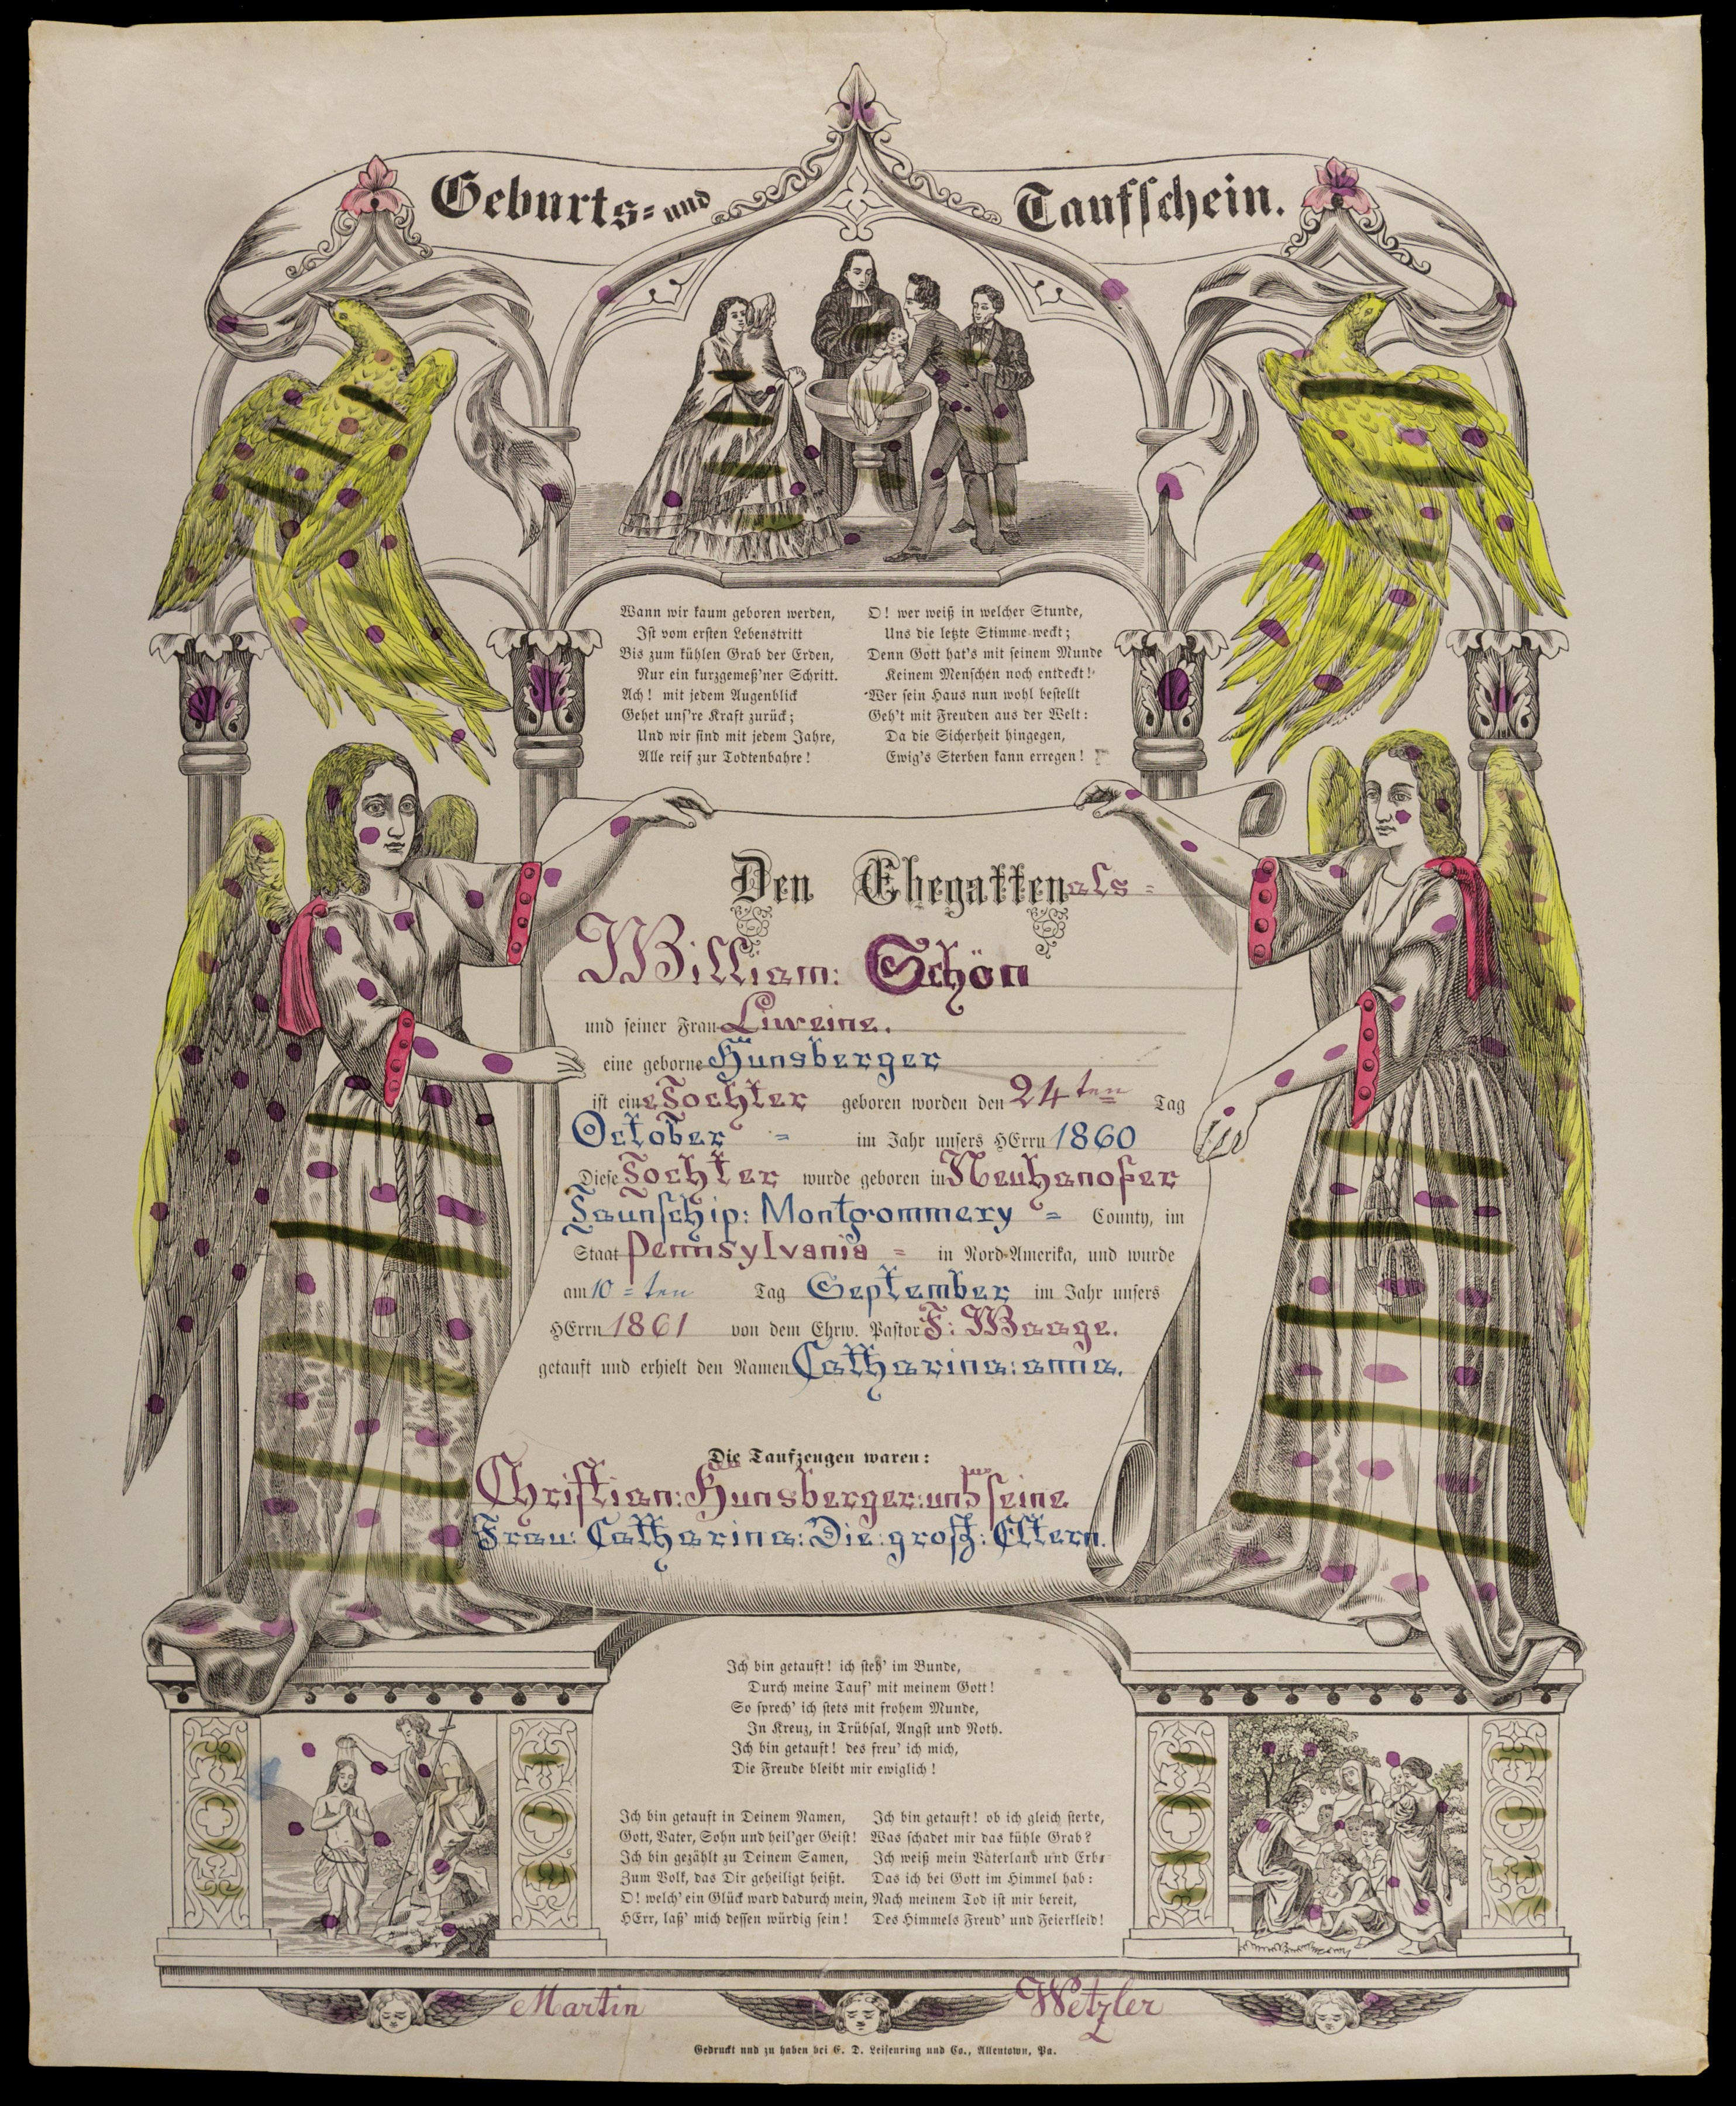 Geburts- und Taufschein.
Wann wir kaum geboren werden,
Ist vom ersten Lebenstritt
Bis zum kühlen Grab der Erden,
Nur ein kurzgemeß'ner Schritt.
Ach! mit jedem Augenblick
Gehet uns're Kraft zurück;
Und wir sind mit jedem Jahre,
Alle reif zur Todtenbahre!
O! wer weiß in welcher Stunde,
Uns die letzte Stimme weckt;
Denn Gott hat's mit seinem Munde
Keinem Menschen noch entdeckt!
Wer sein Haus nun wohl bestellt
Geh't mit Freuden aus der Welt:
Da die Sicherheit hingegen,
Ewig's Sterben kann erregen!
Den Ehegatten als =
William: Schön
und seiner Frau Liweine.
eine geborne Hunsberger
ist eine Tochter geboren worden den 24ten Tag
October = im Jahr unsers HErrn 1860
Diese Tochter wurde geboren in Neuhanofer
Taunschip: Montgommery = County, im
Staat Pennsylvania = in Nord-Amerika, und wurde
am 10=ten Tag September im Jahr unsers
HErrn 1861 von dem Ehrw. Pastor F: Waage.
getauft und erhielt den Namen Catharina: anna.
Die Taufzeugen waren:
Christian: Hunsberger: und seine
Frau: Catharina: Die: groß: Eltern.
Ich bin getauft! ich steh' im Bunde,
Durch meine Tauf' mit meinem Gott!
So sprech' ich stets mit frohem Munde,
In Kreuz, in Trübsal, Angst und Noth.
Ich bin getauft! des freu' ich mich,
Die Freude bleibt mir ewiglich!
Ich bin getauft in Deinem Namen,
Gott, Vater, Sohn und heil'ger Geist!
Ich bin gezählt zu Deinem Samen,
Zum Volk, das Dir geheiligt heißt.
O! welch' ein Glück ward dadurch mein,
HErr, laß' mich dessen würdig sein!
Ich bin getauft! ob ich gleich sterbe,
Was schadet mir das kühle Grab?
Ich weiß mein Vaterland und Erbe
Das ich bei Gott im Himmel hab:
Nach meinem Tod ist mir bereit,
Des Himmels Freud' und Feierkleid!
Martin Wetzler
Gedruckt und zu haben bei E. D. Leisenring und Co., Allentown, Pa.